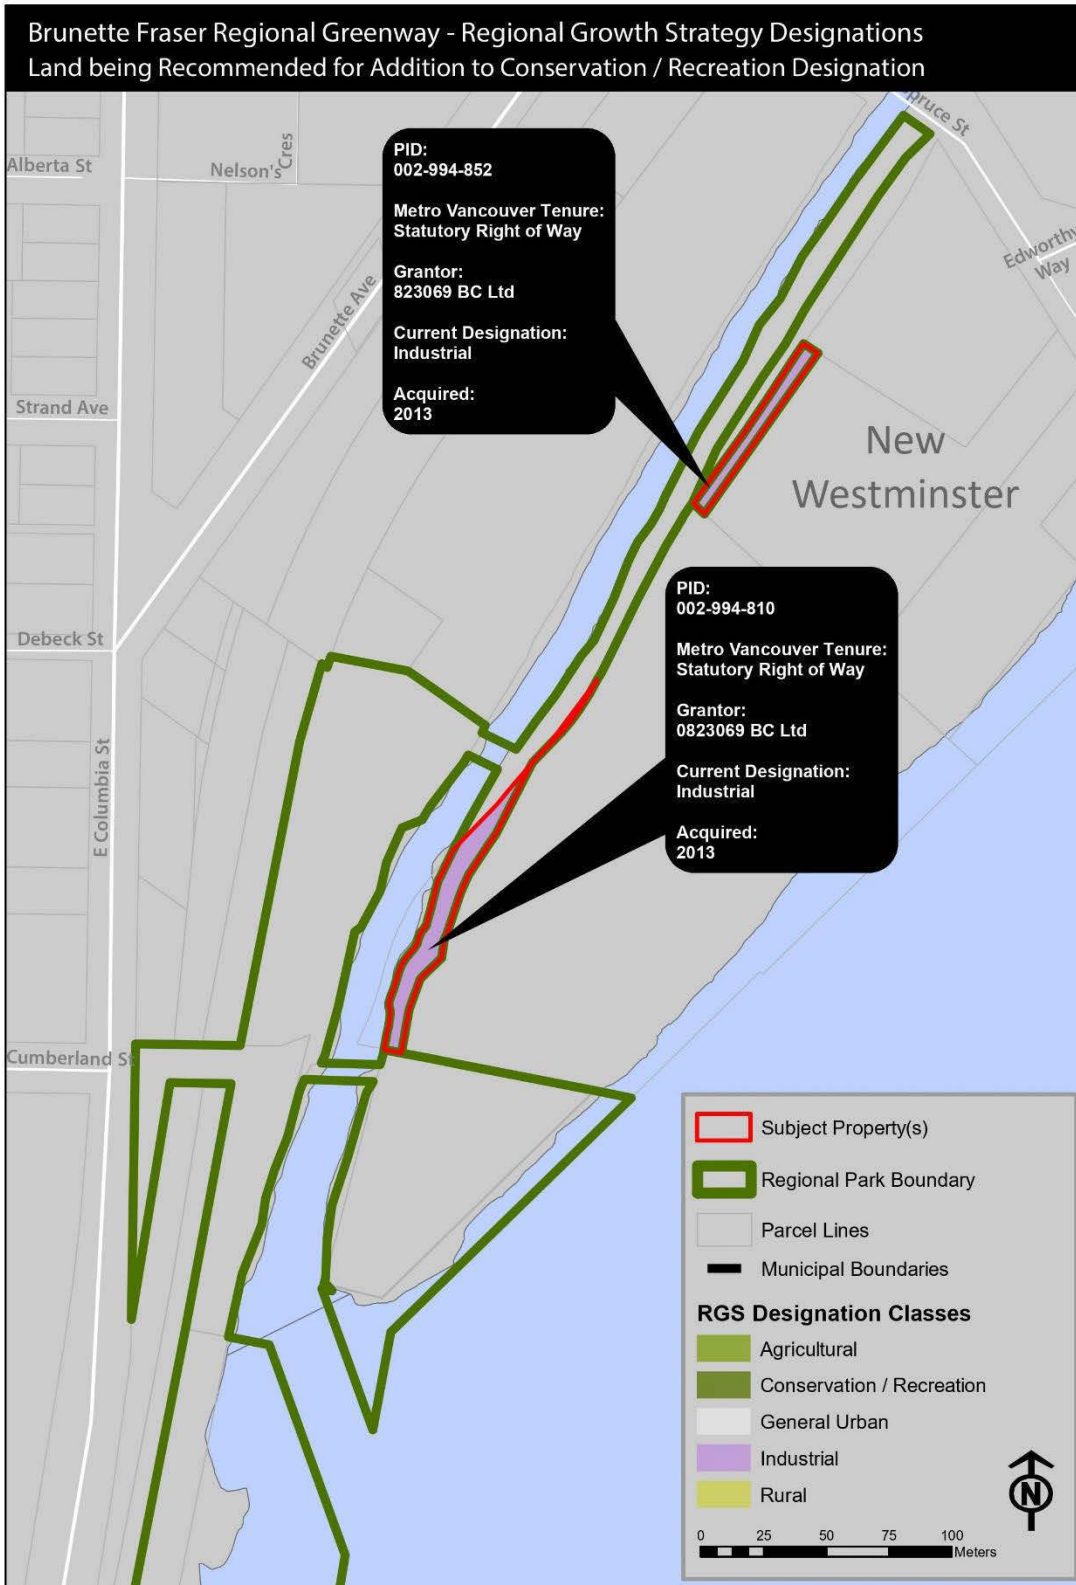 Brunette Fraser Regional Greenway - Regional Growth Strategy Designations
Land being Recommended for Addition to Conservation / Recreation Designation
Spruce St
Alberta St
Nelson's Cres
PID:
002-994-852
Metro Vancouver Tenure:
Statutory Right of Way
Grantor:
823069 BC Ltd
Current Designation:
Industrial
Acquired:
2013
Edworthy
Way
Brunette Ave
Strand Ave
New
Westminster
Debeck St
PID:
002-994-810
Metro Vancouver Tenure:
Statutory Right of Way
Grantor:
0823069 BC Ltd
Current Designation:
Industrial
Acquired:
2013
E Columbia St
Cumberland St
Subject Property(s)
Regional Park Boundary
Parcel Lines
Municipal Boundaries
RGS Designation Classes
Agricultural
Conservation / Recreation
General Urban
Industrial
Rural
N
0 25 50 75 100
Meters